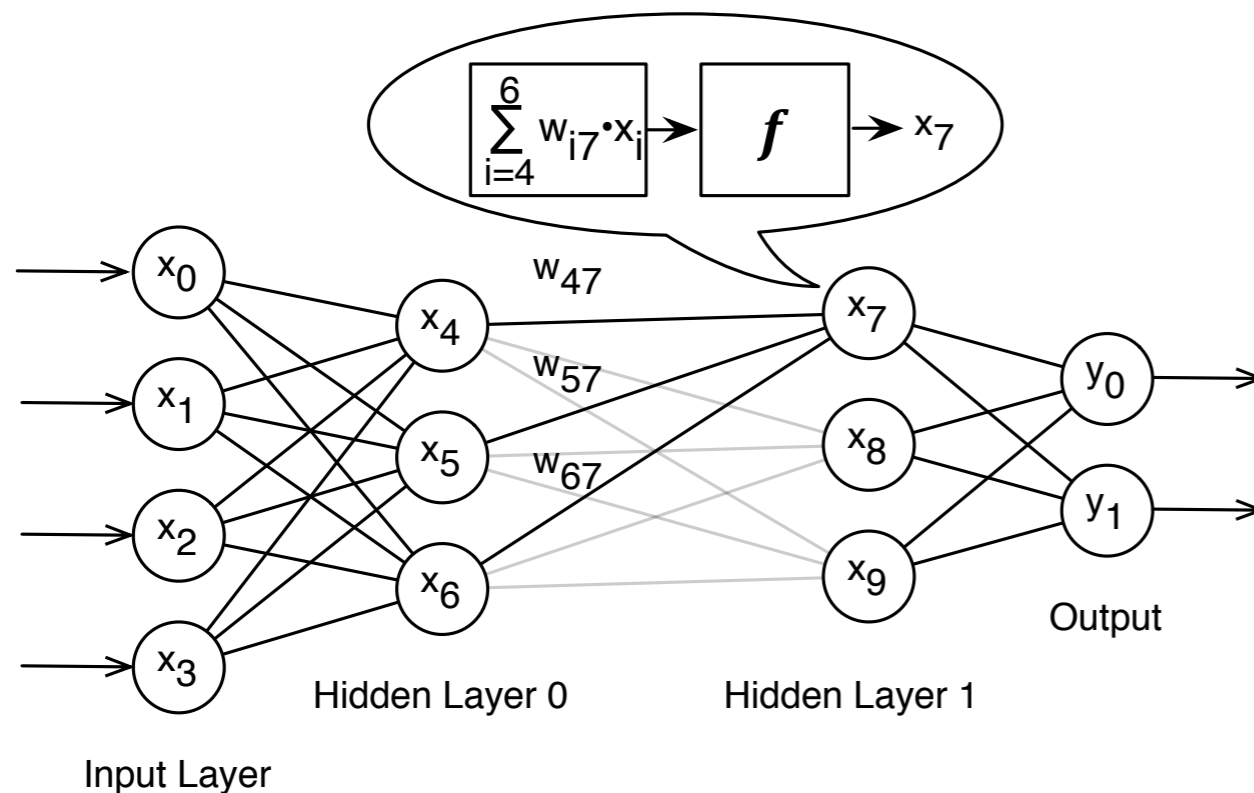 6
∑ w_i7·x_i
i=4
f
x_7
x_0
x_1
x_2
x_3
x_4
x_5
x_6
w_47
w_57
w_67
x_7
x_8
x_9
y_0
y_1
Output
Hidden Layer 0
Hidden Layer 1
Input Layer